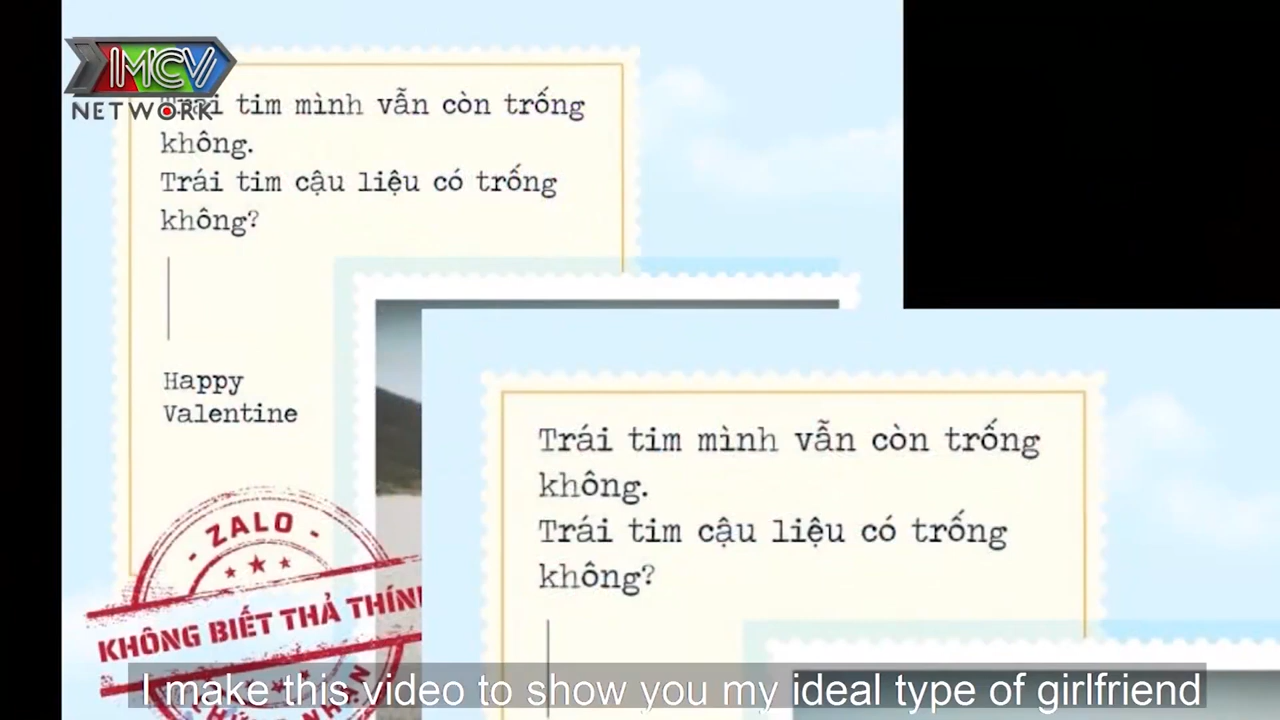 MCV
NETWORK
Trái tim mình vẫn còn trống
không.
Trái tim cậu liệu có trống
không?
Happy
Valentine
- ZALO -
KHÔNG BIẾT THẢ THÍNH
Trái tim mình vẫn còn trống
không.
Trái tim cậu liệu có trống
không?
I make this video to show you my ideal type of girlfriend